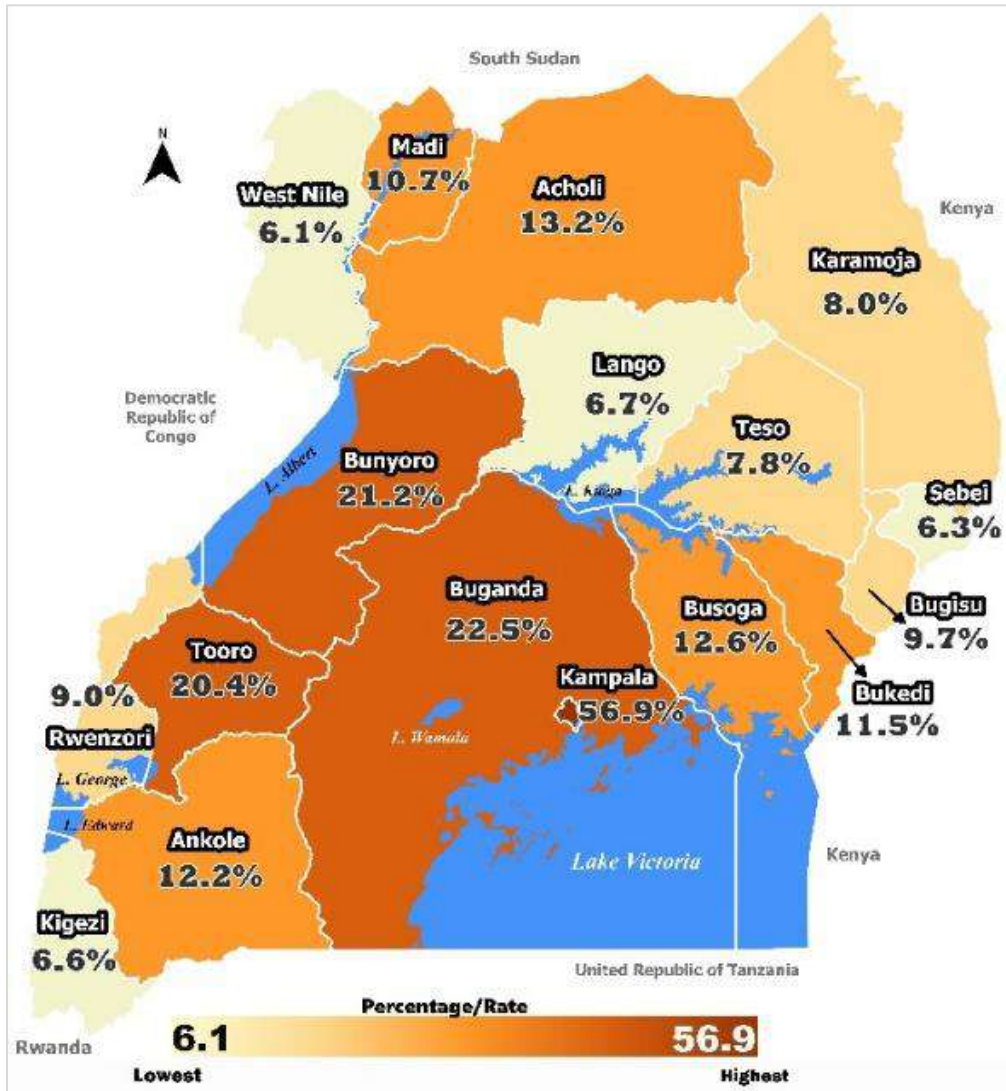 South Sudan
N
Madi
10.7%
Acholi
13.2%
West Nile
6.1%
Kenya
Karamoja
8.0%
Lango
6.7%
Democratic
Republic of
Congo
Teso
7.8%
L. Albert
Bunyoro
21.2%
L. Kioga
Sebei
6.3%
Buganda
22.5%
Busoga
12.6%
Bugisu
9.7%
Tooro
20.4%
Kampala
56.9%
Bukedi
11.5%
9.0%
Rwenzori
L. Wamala
L. George
L. Edward
Ankole
12.2%
Lake Victoria
Kenya
Kigezi
6.6%
United Republic of Tanzania
Percentage/Rate
6.1
56.9
Rwanda
Lowest
Highest